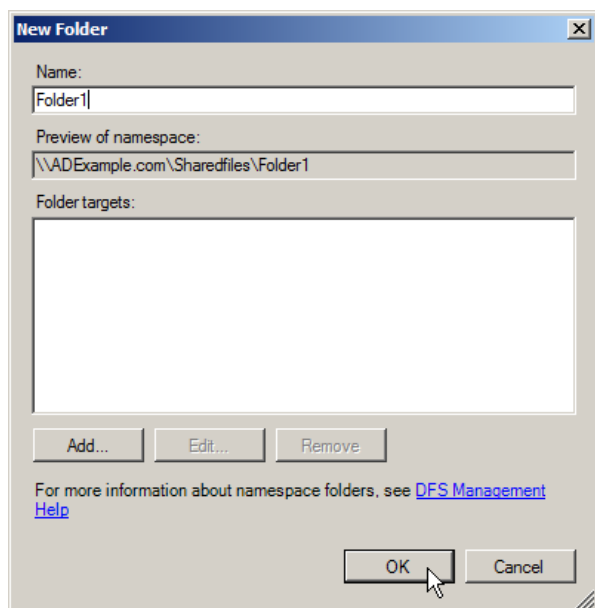 New Folder
Name:
Folder1
Preview of namespace:
\\ADExample.com\Sharedfiles\Folder1
Folder targets:
Add...
Edit...
Remove
For more information about namespace folders, see DFS Management
Help
OK
Cancel